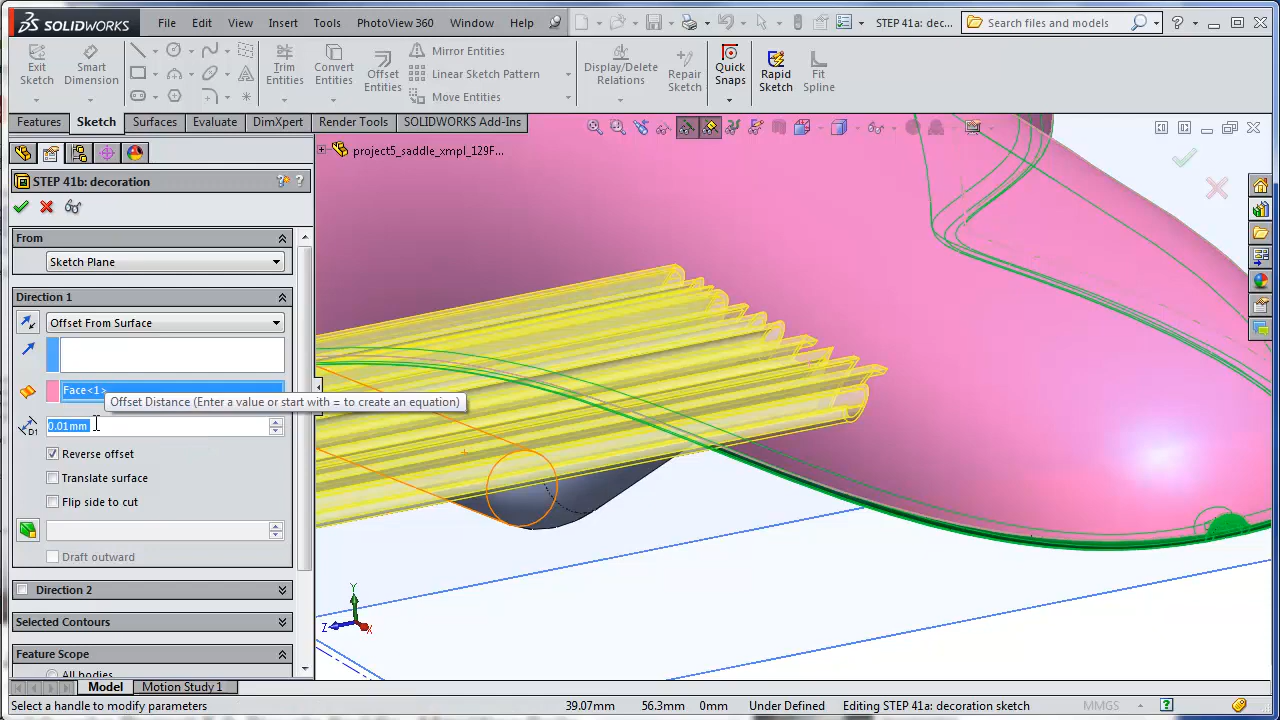 SOLIDWORKS File Edit View Insert Tools PhotoView 360 Window Help STEP 41a: dec... Search files and models
Exit Sketch
Smart Dimension
Trim Entities
Convert Entities
Offset Entities
Mirror Entities
Linear Sketch Pattern
Move Entities
Display/Delete Relations
Repair Sketch
Quick Snaps
Rapid Sketch
Fit Spline
Features Sketch Surfaces Evaluate DimXpert Render Tools SOLIDWORKS Add-Ins
project5_saddle_xmpl_129F...
STEP 41b: decoration
From
Sketch Plane
Direction 1
Offset From Surface
Face<1>
Offset Distance (Enter a value or start with = to create an equation)
D1 0.01mm
Reverse offset
Translate surface
Flip side to cut
Draft outward
Direction 2
Selected Contours
Feature Scope
All bodies
Y
Z X
Model Motion Study 1
Select a handle to modify parameters 39.07mm 56.3mm 0mm Under Defined Editing STEP 41a: decoration sketch MMGS